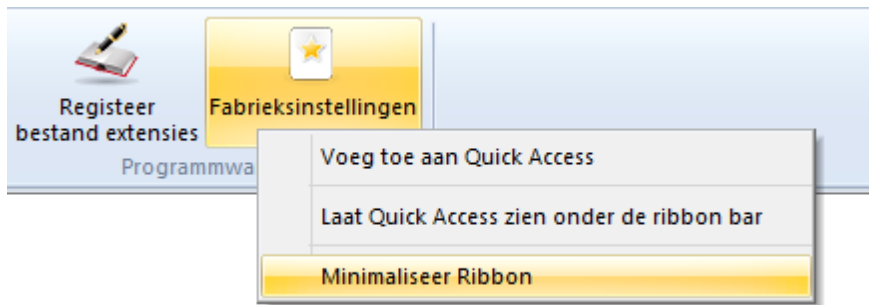 Registeer
bestand extensies
Fabrieksinstellingen
Programmwa
Voeg toe aan Quick Access
Laat Quick Access zien onder de ribbon bar
Minimaliseer Ribbon